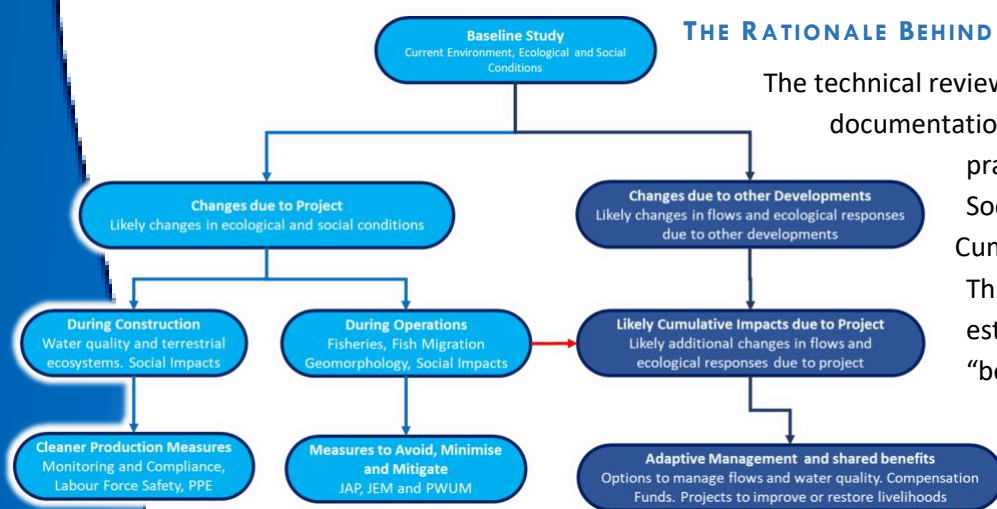 Baseline Study
Current Environment, Ecological and Social
Conditions
THE RATIONALE BEHIND
The technical review
documentatio
pra
Soc
Cum
Th
est
"be
Changes due to Project
Likely changes in ecological and social conditions
Changes due to other Developments
Likely changes in flows and ecological responses
due to other developments
During Construction
Water quality and terrestrial
ecosystems. Social Impacts
During Operations
Fisheries, Fish Migration
Geomorphology, Social Impacts
Likely Cumulative Impacts due to Project
Likely additional changes in flows and
ecological responses due to project
Cleaner Production Measures
Monitoring and Compliance,
Labour Force Safety, PPE
Measures to Avoid, Minimise
and Mitigate
JAP, JEM and PWUM
Adaptive Management and shared benefits
Options to manage flows and water quality. Compensation
Funds. Projects to improve or restore livelihoods